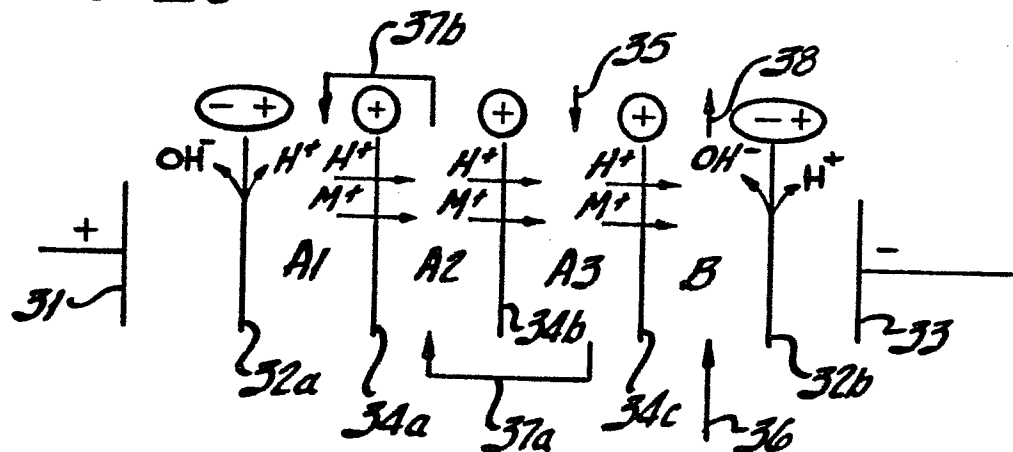 37b 35 38
- + + + + - +
OH⁻ H⁺ H⁺ H⁺ H⁺ OH⁻ H⁺
M⁺ M⁺ M⁺
+ A1 A2 A3 B -
31 34b 33
32a 34a 37a 34c 36 32b